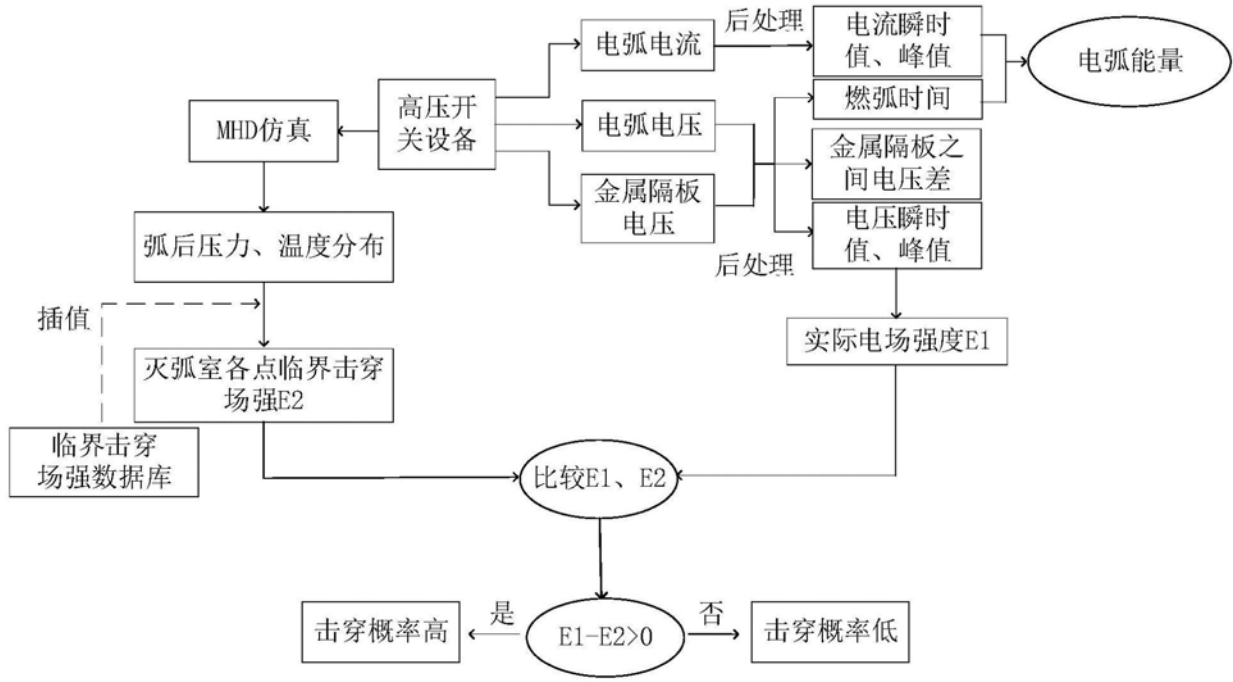 后处理
电弧电流
电流瞬时
值、峰值
电弧能量
MHD仿真
高压开
关设备
电弧电压
燃弧时间
金属隔板之
间电压差
金属隔板
电压
电压瞬时
值、峰值
后处理
弧后压力、温度分布
插值
实际电场强度E1
灭弧室各点临界击穿
场强E2
临界击穿
场强数据库
比较E1、E2
击穿概率高
是
E1-E2>0
否
击穿概率低